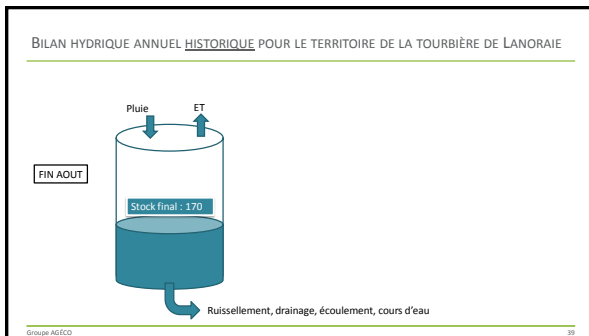 BILAN HYDRIQUE ANNUEL HISTORIQUE POUR LE TERRITOIRE DE LA TOURBIÈRE DE LANORAIE
Pluie ET
FIN AOUT
Stock final : 170
Ruissellement, drainage, écoulement, cours d'eau
Groupe AGÉCO 39